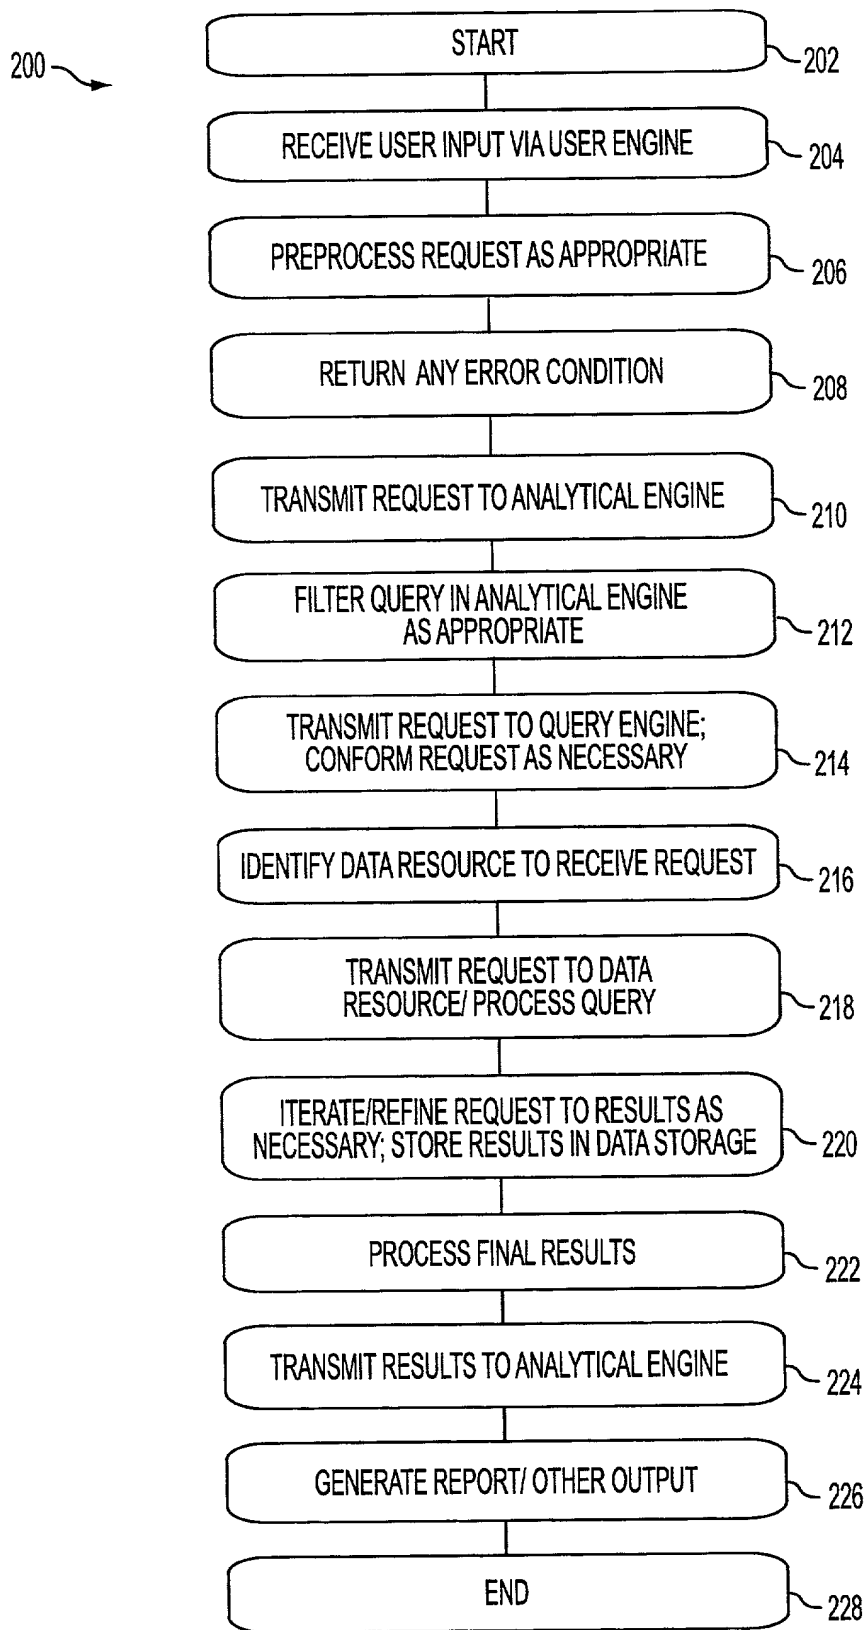 200
START
202
RECEIVE USER INPUT VIA USER ENGINE
204
PREPROCESS REQUEST AS APPROPRIATE
206
RETURN ANY ERROR CONDITION
208
TRANSMIT REQUEST TO ANALYTICAL ENGINE
210
FILTER QUERY IN ANALYTICAL ENGINE
AS APPROPRIATE
212
TRANSMIT REQUEST TO QUERY ENGINE;
CONFORM REQUEST AS NECESSARY
214
IDENTIFY DATA RESOURCE TO RECEIVE REQUEST
216
TRANSMIT REQUEST TO DATA
RESOURCE/ PROCESS QUERY
218
ITERATE/REFINE REQUEST TO RESULTS AS
NECESSARY; STORE RESULTS IN DATA STORAGE
220
PROCESS FINAL RESULTS
222
TRANSMIT RESULTS TO ANALYTICAL ENGINE
224
GENERATE REPORT/ OTHER OUTPUT
226
END
228